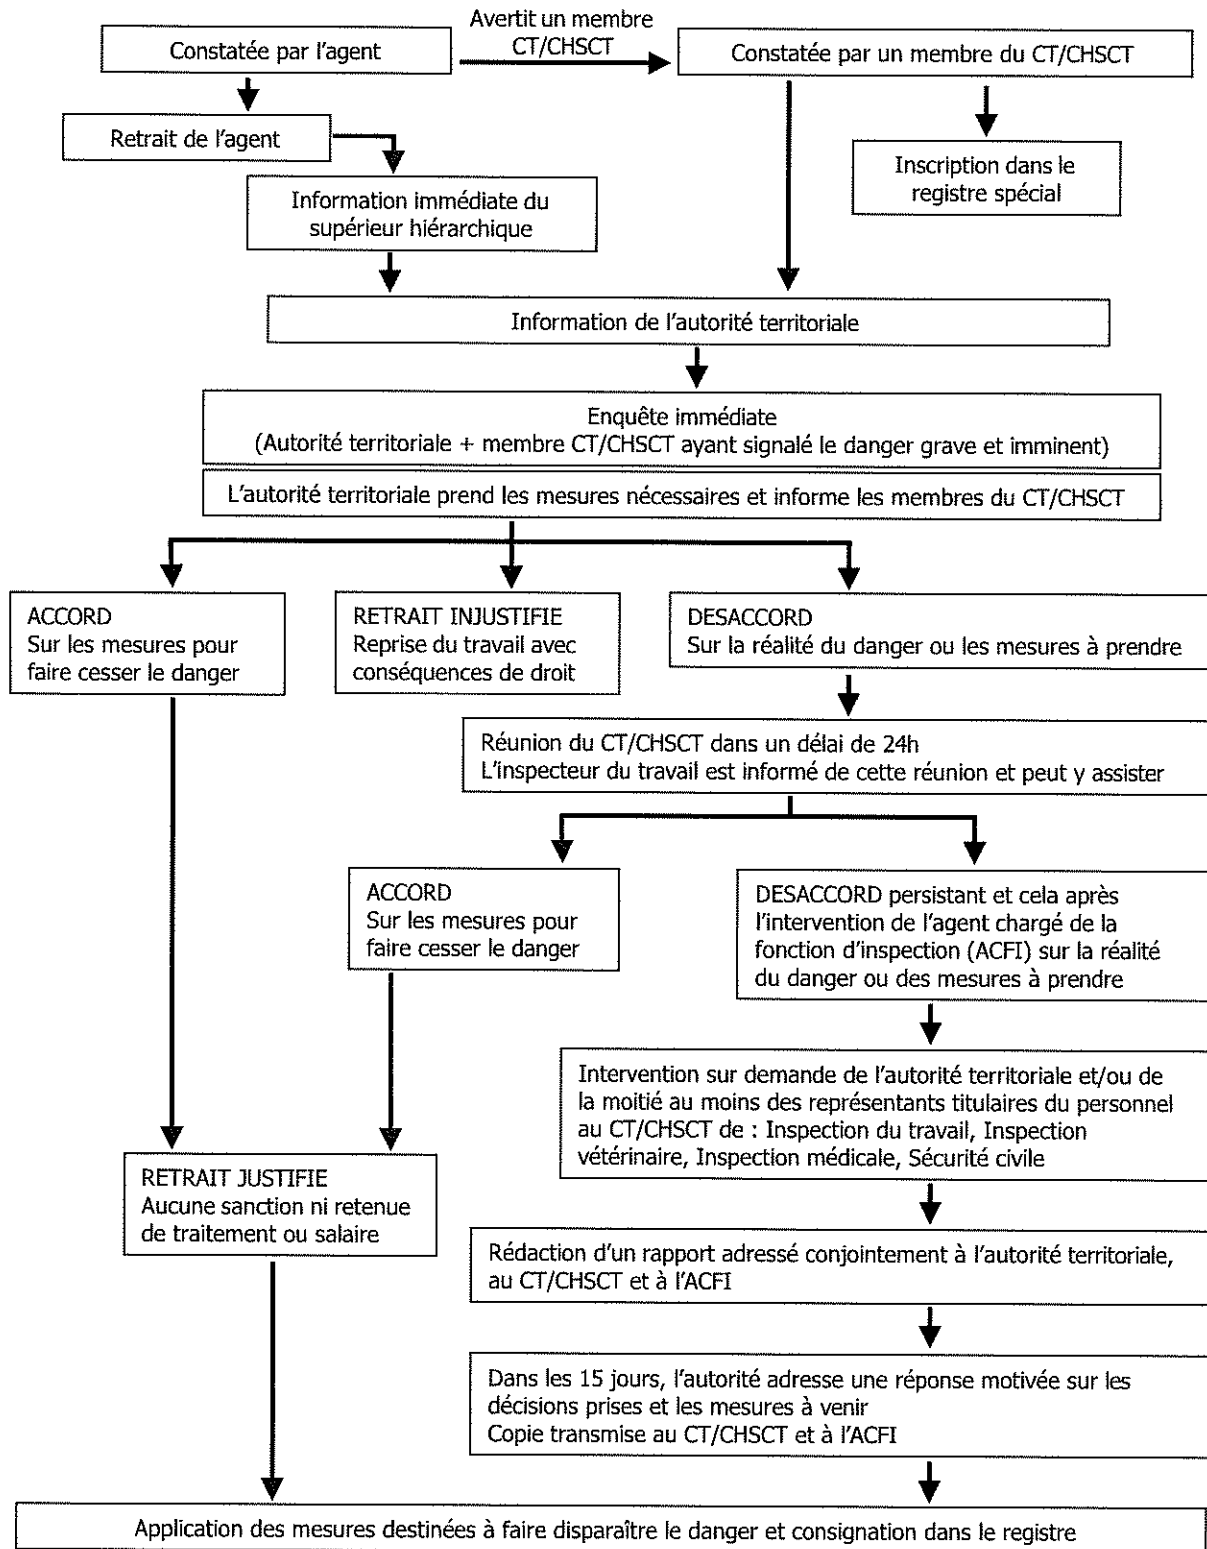 Avertit un membre
CT/CHSCT
Constatée par l'agent
Constatée par un membre du CT/CHSCT
Retrait de l'agent
Inscription dans le
registre spécial
Information immédiate du
supérieur hiérarchique
Information de l'autorité territoriale
Enquête immédiate
(Autorité territoriale + membre CT/CHSCT ayant signalé le danger grave et imminent)
L'autorité territoriale prend les mesures nécessaires et informe les membres du CT/CHSCT
ACCORD
Sur les mesures pour
faire cesser le danger
RETRAIT INJUSTIFIE
Reprise du travail avec
conséquences de droit
DESACCORD
Sur la réalité du danger ou les mesures à prendre
Réunion du CT/CHSCT dans un délai de 24h
L'inspecteur du travail est informé de cette réunion et peut y assister
ACCORD
Sur les mesures pour
faire cesser le danger
DESACCORD persistant et cela après
l'intervention de l'agent chargé de la
fonction d'inspection (ACFI) sur la réalité
du danger ou des mesures à prendre
Intervention sur demande de l'autorité territoriale et/ou de
la moitié au moins des représentants titulaires du personnel
au CT/CHSCT de : Inspection du travail, Inspection
vétérinaire, Inspection médicale, Sécurité civile
RETRAIT JUSTIFIE
Aucune sanction ni retenue
de traitement ou salaire
Rédaction d'un rapport adressé conjointement à l'autorité territoriale,
au CT/CHSCT et à l'ACFI
Dans les 15 jours, l'autorité adresse une réponse motivée sur les
décisions prises et les mesures à venir
Copie transmise au CT/CHSCT et à l'ACFI
Application des mesures destinées à faire disparaître le danger et consignation dans le registre